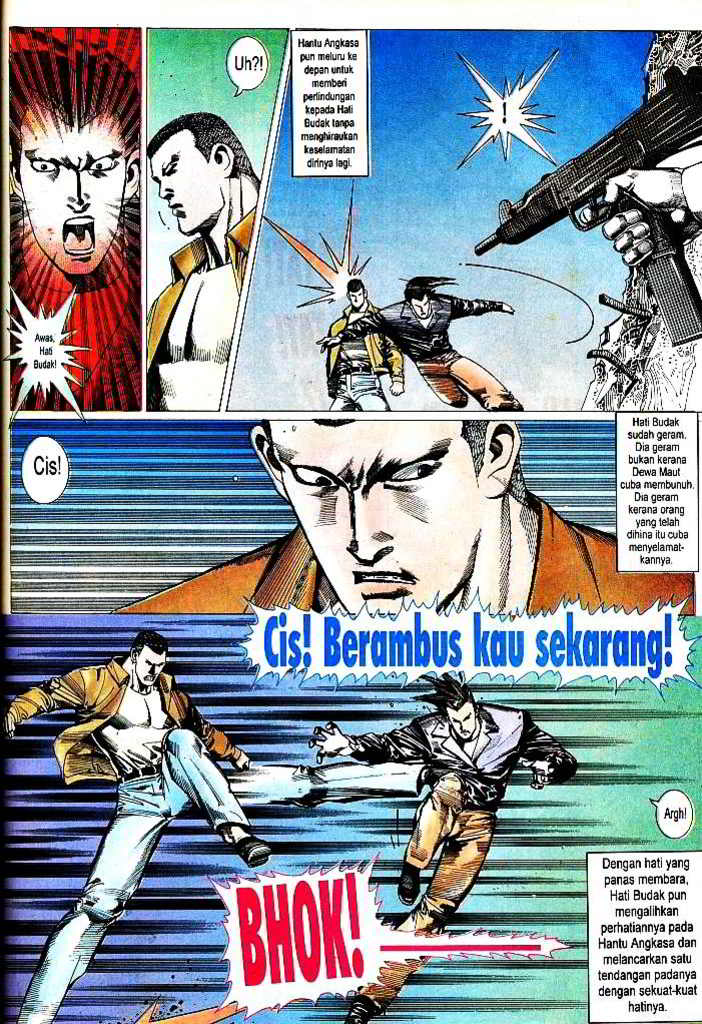 Awas,
Hati
Budak!
Uh?!
Hantu Angkasa
pun meluru ke
depan untuk
memberi
perlindungan
kepada Hati
Budak tanpa
menghiraukan
keselamatan
dirinya lagi.
!
Cis!
Hati Budak
sudah geram.
Dia geram
bukan kerana
Dewa Maut
cuba membunuh.
Dia geram
kerana orang
yang telah
dihina itu cuba
menyelamat-
kannya.
Cis! Berambus kau sekarang!
Argh!
BHOK!
Dengan hati yang
panas membara,
Hati Budak pun
mengalihkan
perhatiannya pada
Hantu Angkasa dan
melancarkan satu
tendangan padanya
dengan sekuat-kuat
hatinya.